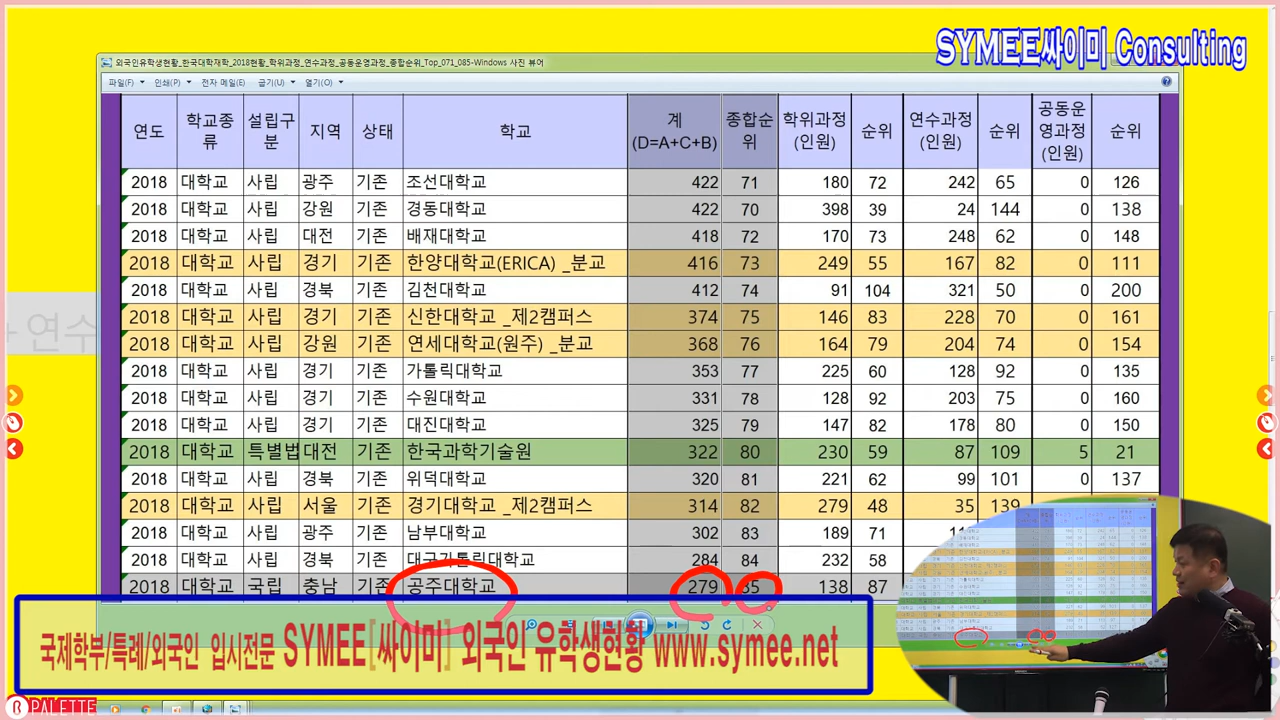 SYMEE싸이미 Consulting
외국인유학생현황_한국대학재학_2018현황_학위과정_연수과정_공동운영과정_종합순위_Top_071_085-Windows 사진 뷰어
파일(F) 인쇄(P) 전자 메일(E) 굽기(U) 열기(O)
연도 학교종류 설립구분 지역 상태 학교 계 (D=A+C+B) 종합순위 학위과정 (인원) 순위 연수과정 (인원) 순위 공동운영과정 (인원) 순위
2018 대학교 사립 광주 기존 조선대학교 422 71 180 72 242 65 0 126
2018 대학교 사립 강원 기존 경동대학교 422 70 398 39 24 144 0 138
2018 대학교 사립 대전 기존 배재대학교 418 72 170 73 248 62 0 148
2018 대학교 사립 경기 기존 한양대학교(ERICA) _분교 416 73 249 55 167 82 0 111
2018 대학교 사립 경북 기존 김천대학교 412 74 91 104 321 50 0 200
2018 대학교 사립 경기 기존 신한대학교 _제2캠퍼스 374 75 146 83 228 70 0 161
2018 대학교 사립 강원 기존 연세대학교(원주) _분교 368 76 164 79 204 74 0 154
2018 대학교 사립 경기 기존 가톨릭대학교 353 77 225 60 128 92 0 135
2018 대학교 사립 경기 기존 수원대학교 331 78 128 92 203 75 0 160
2018 대학교 사립 경기 기존 대진대학교 325 79 147 82 178 80 0 150
2018 대학교 특별법 대전 기존 한국과학기술원 322 80 230 59 87 109 5 21
2018 대학교 사립 경북 기존 위덕대학교 320 81 221 62 99 101 0 137
2018 대학교 사립 서울 기존 경기대학교 _제2캠퍼스 314 82 279 48 35 139
2018 대학교 사립 광주 기존 남부대학교 302 83 189 71
2018 대학교 사립 경북 기존 대구가톨릭대학교 284 84 232 58
2018 대학교 국립 충남 기존 공주대학교 279 85 138 87
연수
국제학부/특례/외국인 입시전문 SYMEE[싸이미] 외국인 유학생현황 www.symee.net
PALETTE